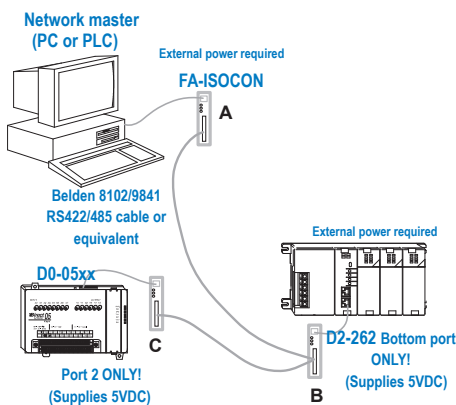 Network master
(PC or PLC)
External power required
FA-ISOCON
A
Belden 8102/9841
RS422/485 cable or
equivalent
External power required
D0-05xx
C
D2-262 Bottom port
ONLY!
(Supplies 5VDC)
B
Port 2 ONLY!
(Supplies 5VDC)